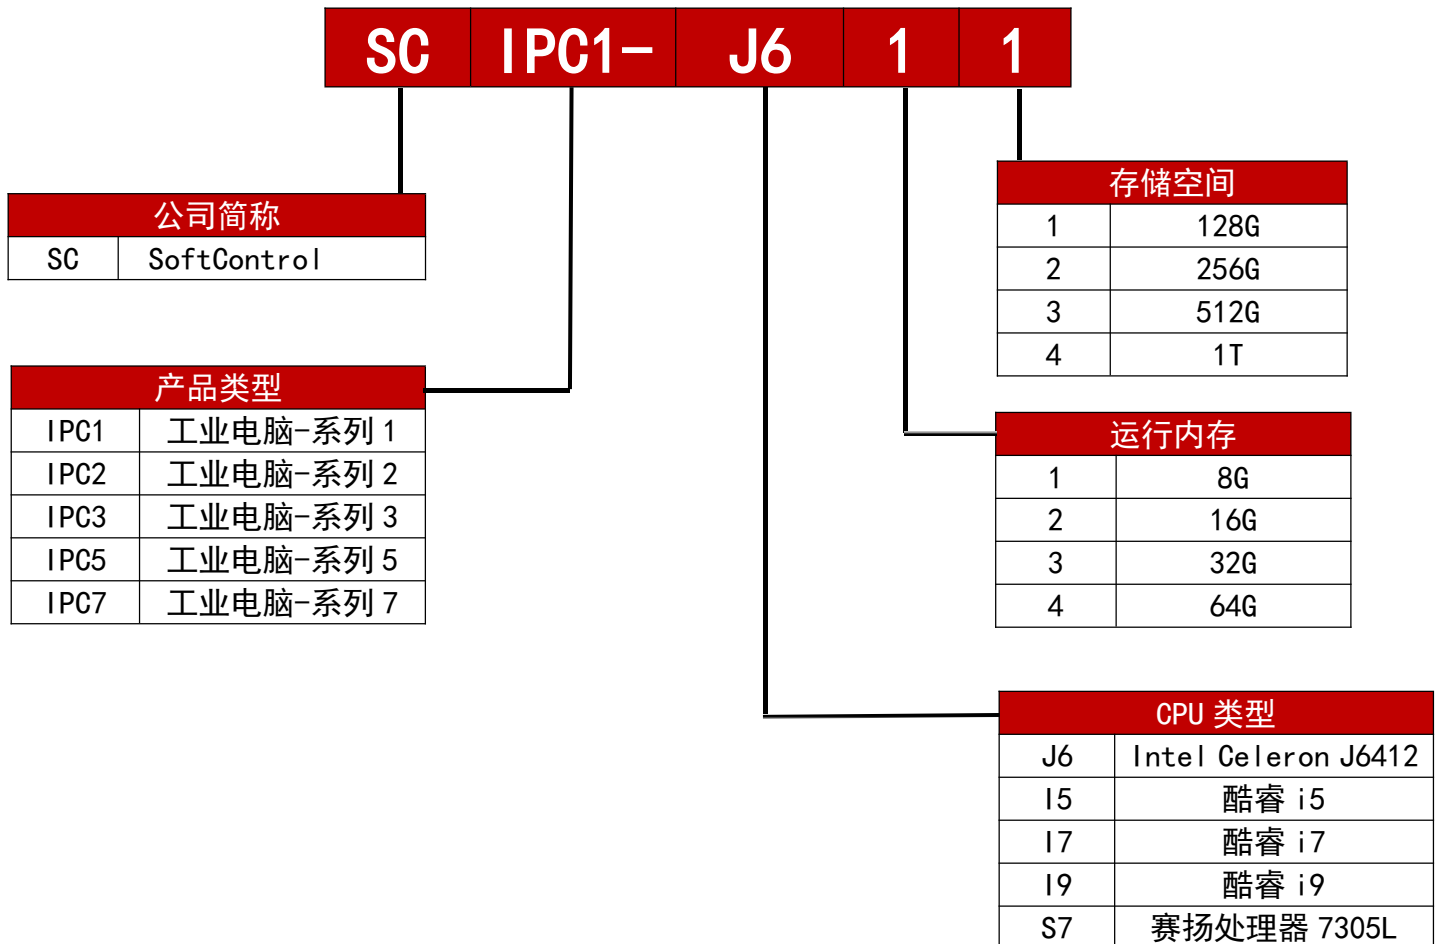 SC IPC1- J6 1 1
公司简称
SC SoftControl
产品类型
IPC1 工业电脑-系列 1
IPC2 工业电脑-系列 2
IPC3 工业电脑-系列 3
IPC5 工业电脑-系列 5
IPC7 工业电脑-系列 7
存储空间
1 128G
2 256G
3 512G
4 1T
运行内存
1 8G
2 16G
3 32G
4 64G
CPU 类型
J6 Intel Celeron J6412
I5 酷睿 i5
I7 酷睿 i7
I9 酷睿 i9
S7 赛扬处理器 7305L